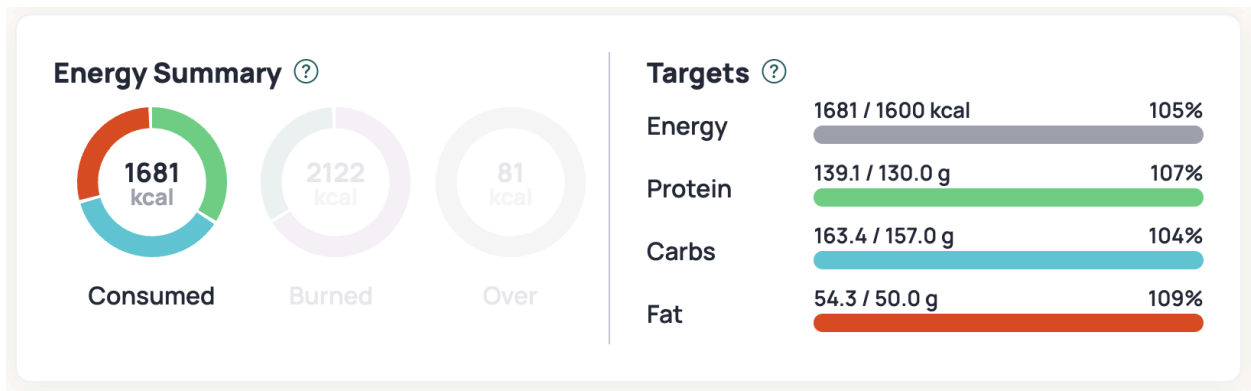 Energy Summary ?
1681
kcal
Consumed
2122
kcal
Burned
81
kcal
Over
Targets ?
Energy
1681 / 1600 kcal
105%
Protein
139.1 / 130.0 g
107%
Carbs
163.4 / 157.0 g
104%
Fat
54.3 / 50.0 g
109%